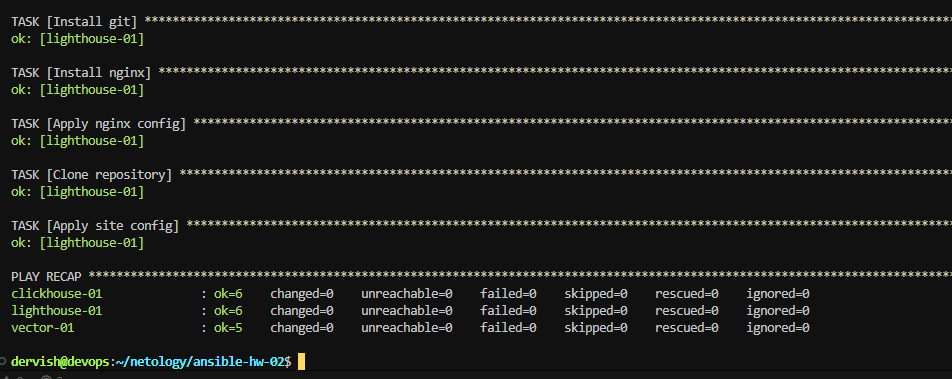 TASK [Install git] ******************************************************************************************************************
ok: [lighthouse-01]
TASK [Install nginx] ****************************************************************************************************************
ok: [lighthouse-01]
TASK [Apply nginx config] ***********************************************************************************************************
ok: [lighthouse-01]
TASK [Clone repository] *************************************************************************************************************
ok: [lighthouse-01]
TASK [Apply site config] ************************************************************************************************************
ok: [lighthouse-01]
PLAY RECAP **************************************************************************************************************************
clickhouse-01              : ok=6    changed=0    unreachable=0    failed=0    skipped=0    rescued=0    ignored=0
lighthouse-01              : ok=6    changed=0    unreachable=0    failed=0    skipped=0    rescued=0    ignored=0
vector-01                  : ok=5    changed=0    unreachable=0    failed=0    skipped=0    rescued=0    ignored=0
dervish@devops:~/netology/ansible-hw-02$